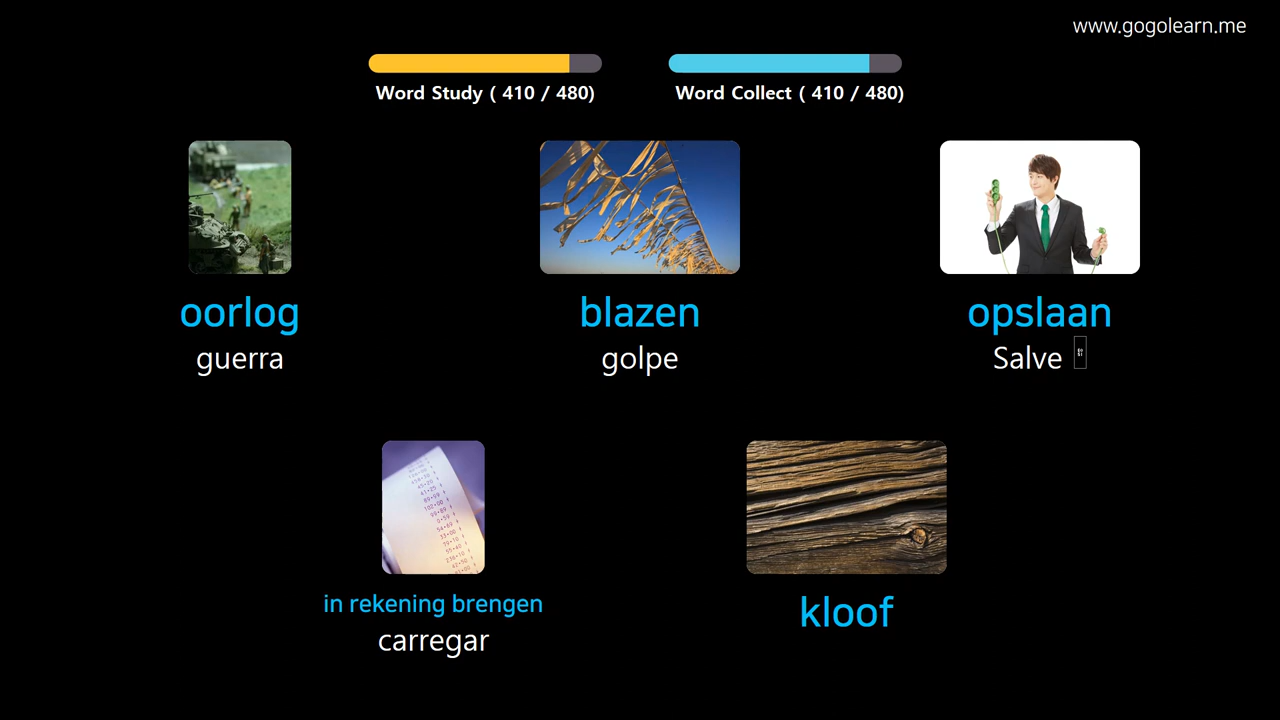 www.gogolearn.me
Word Study ( 410 / 480)
Word Collect ( 410 / 480)
oorlog
guerra
blazen
golpe
opslaan
Salve
in rekening brengen
carregar
kloof